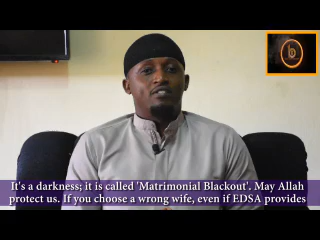 It's a darkness; it is called 'Matrimonial Blackout'. May Allah
protect us. If you choose a wrong wife, even if EDSA provides